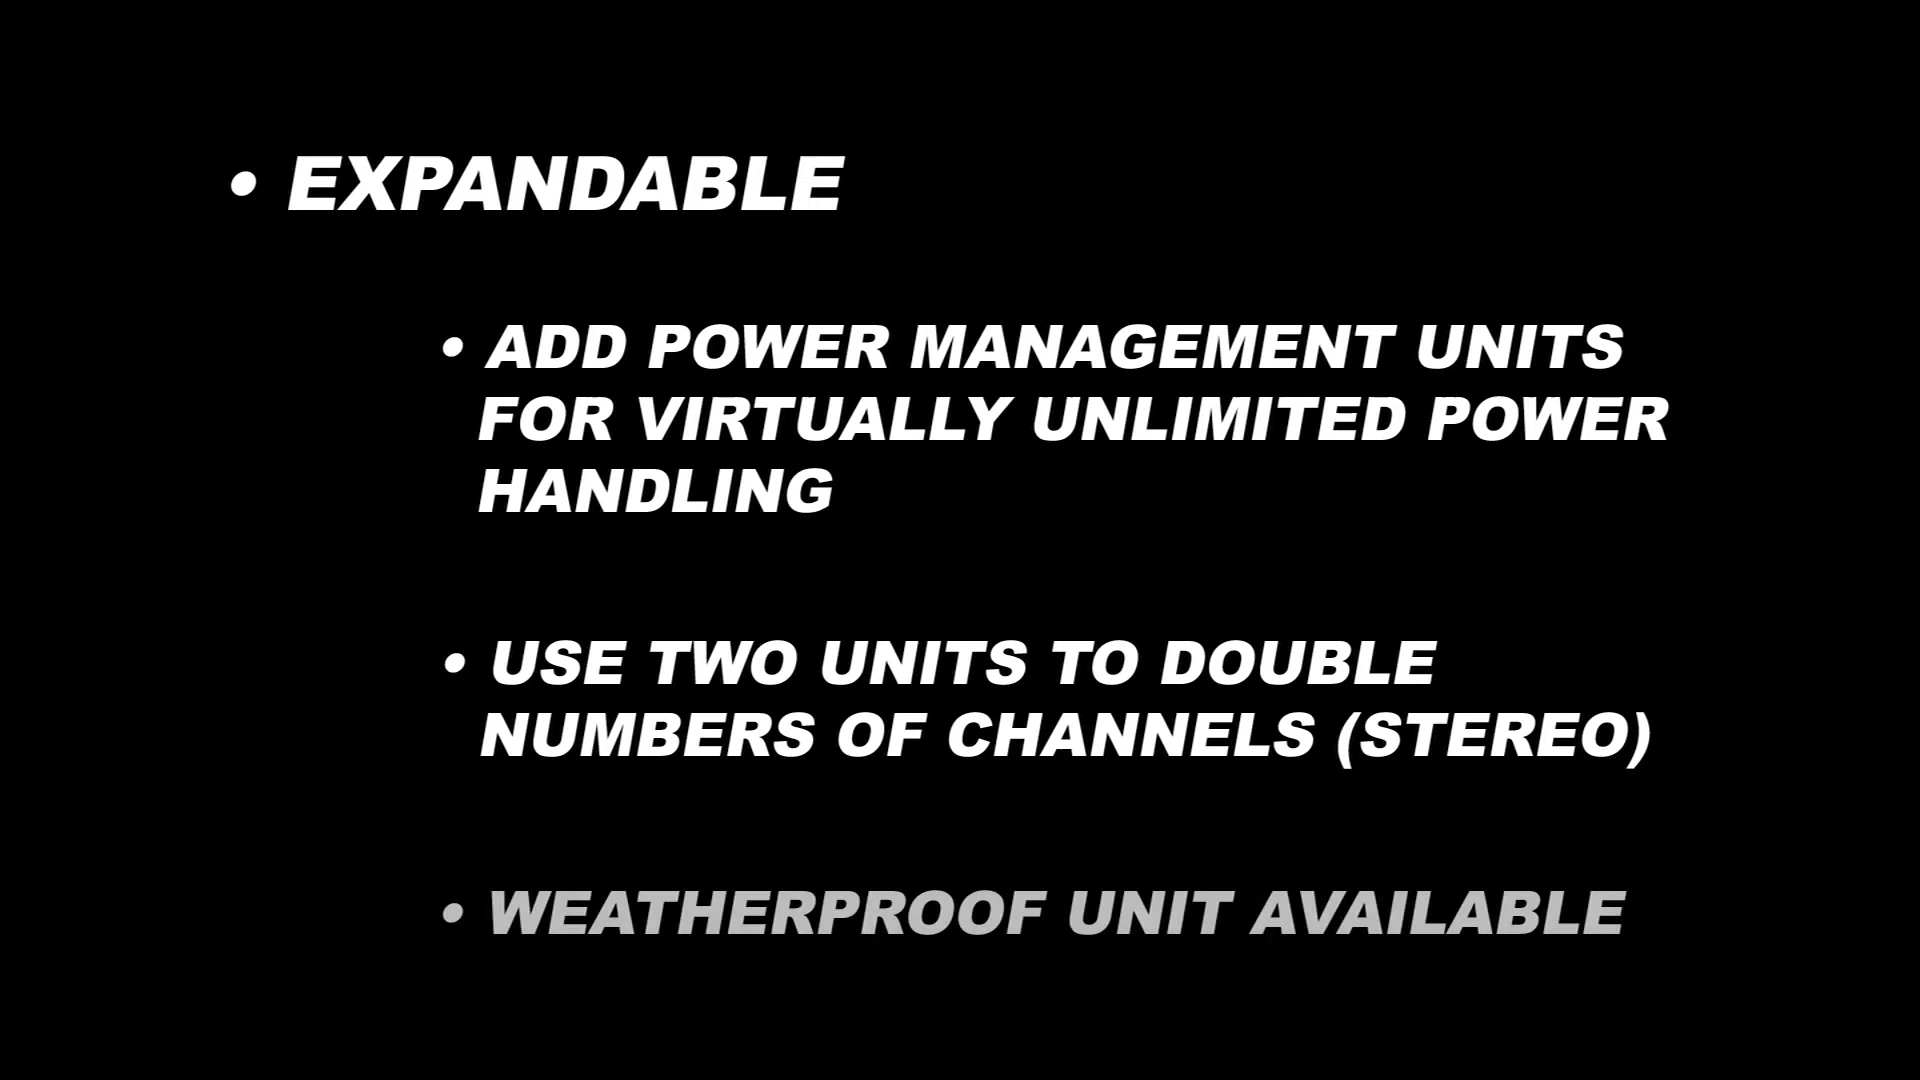 • EXPANDABLE
• ADD POWER MANAGEMENT UNITS
FOR VIRTUALLY UNLIMITED POWER
HANDLING
• USE TWO UNITS TO DOUBLE
NUMBERS OF CHANNELS (STEREO)
• WEATHERPROOF UNIT AVAILABLE